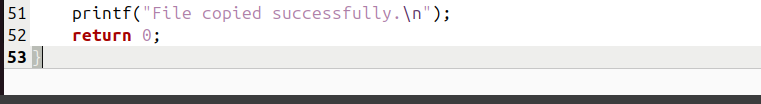 51 printf("File copied successfully.\n");
52 return 0;
53 }